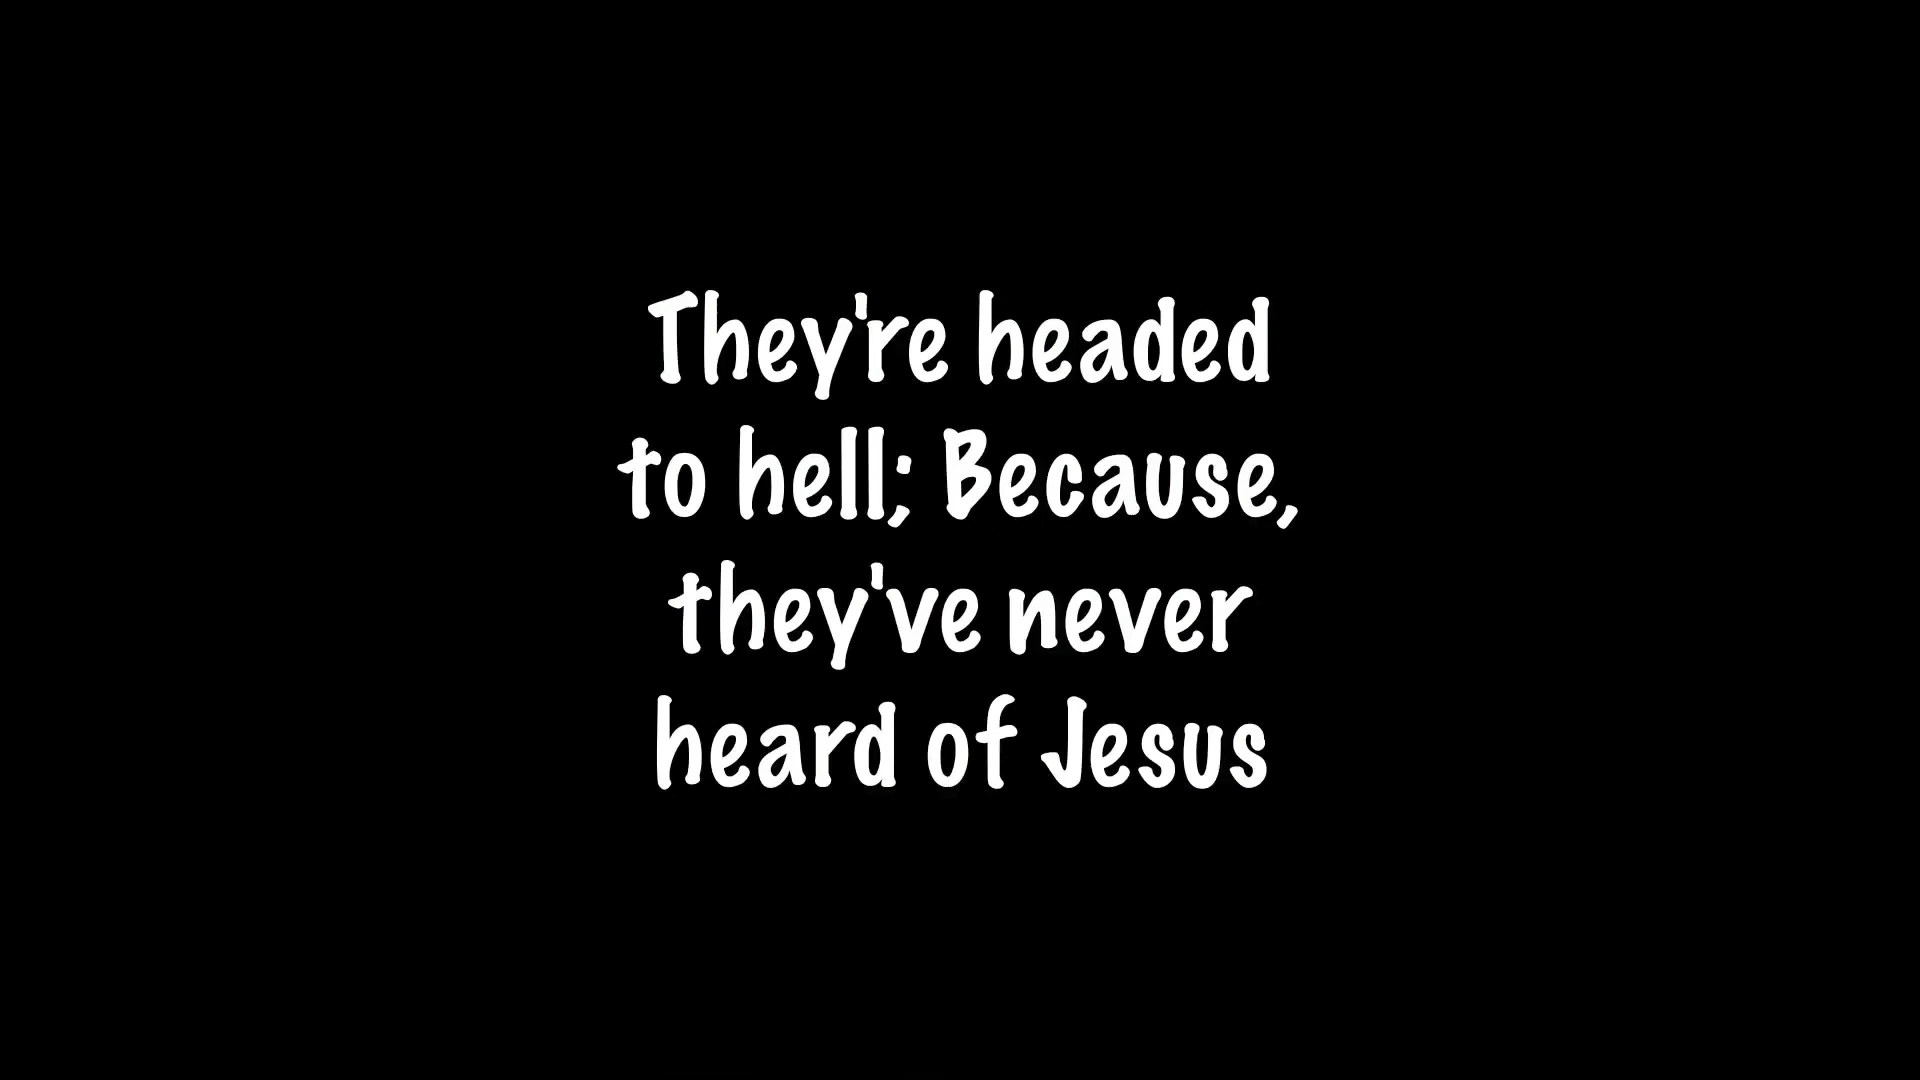 They're headed
to hell; Because,
they've never
heard of Jesus